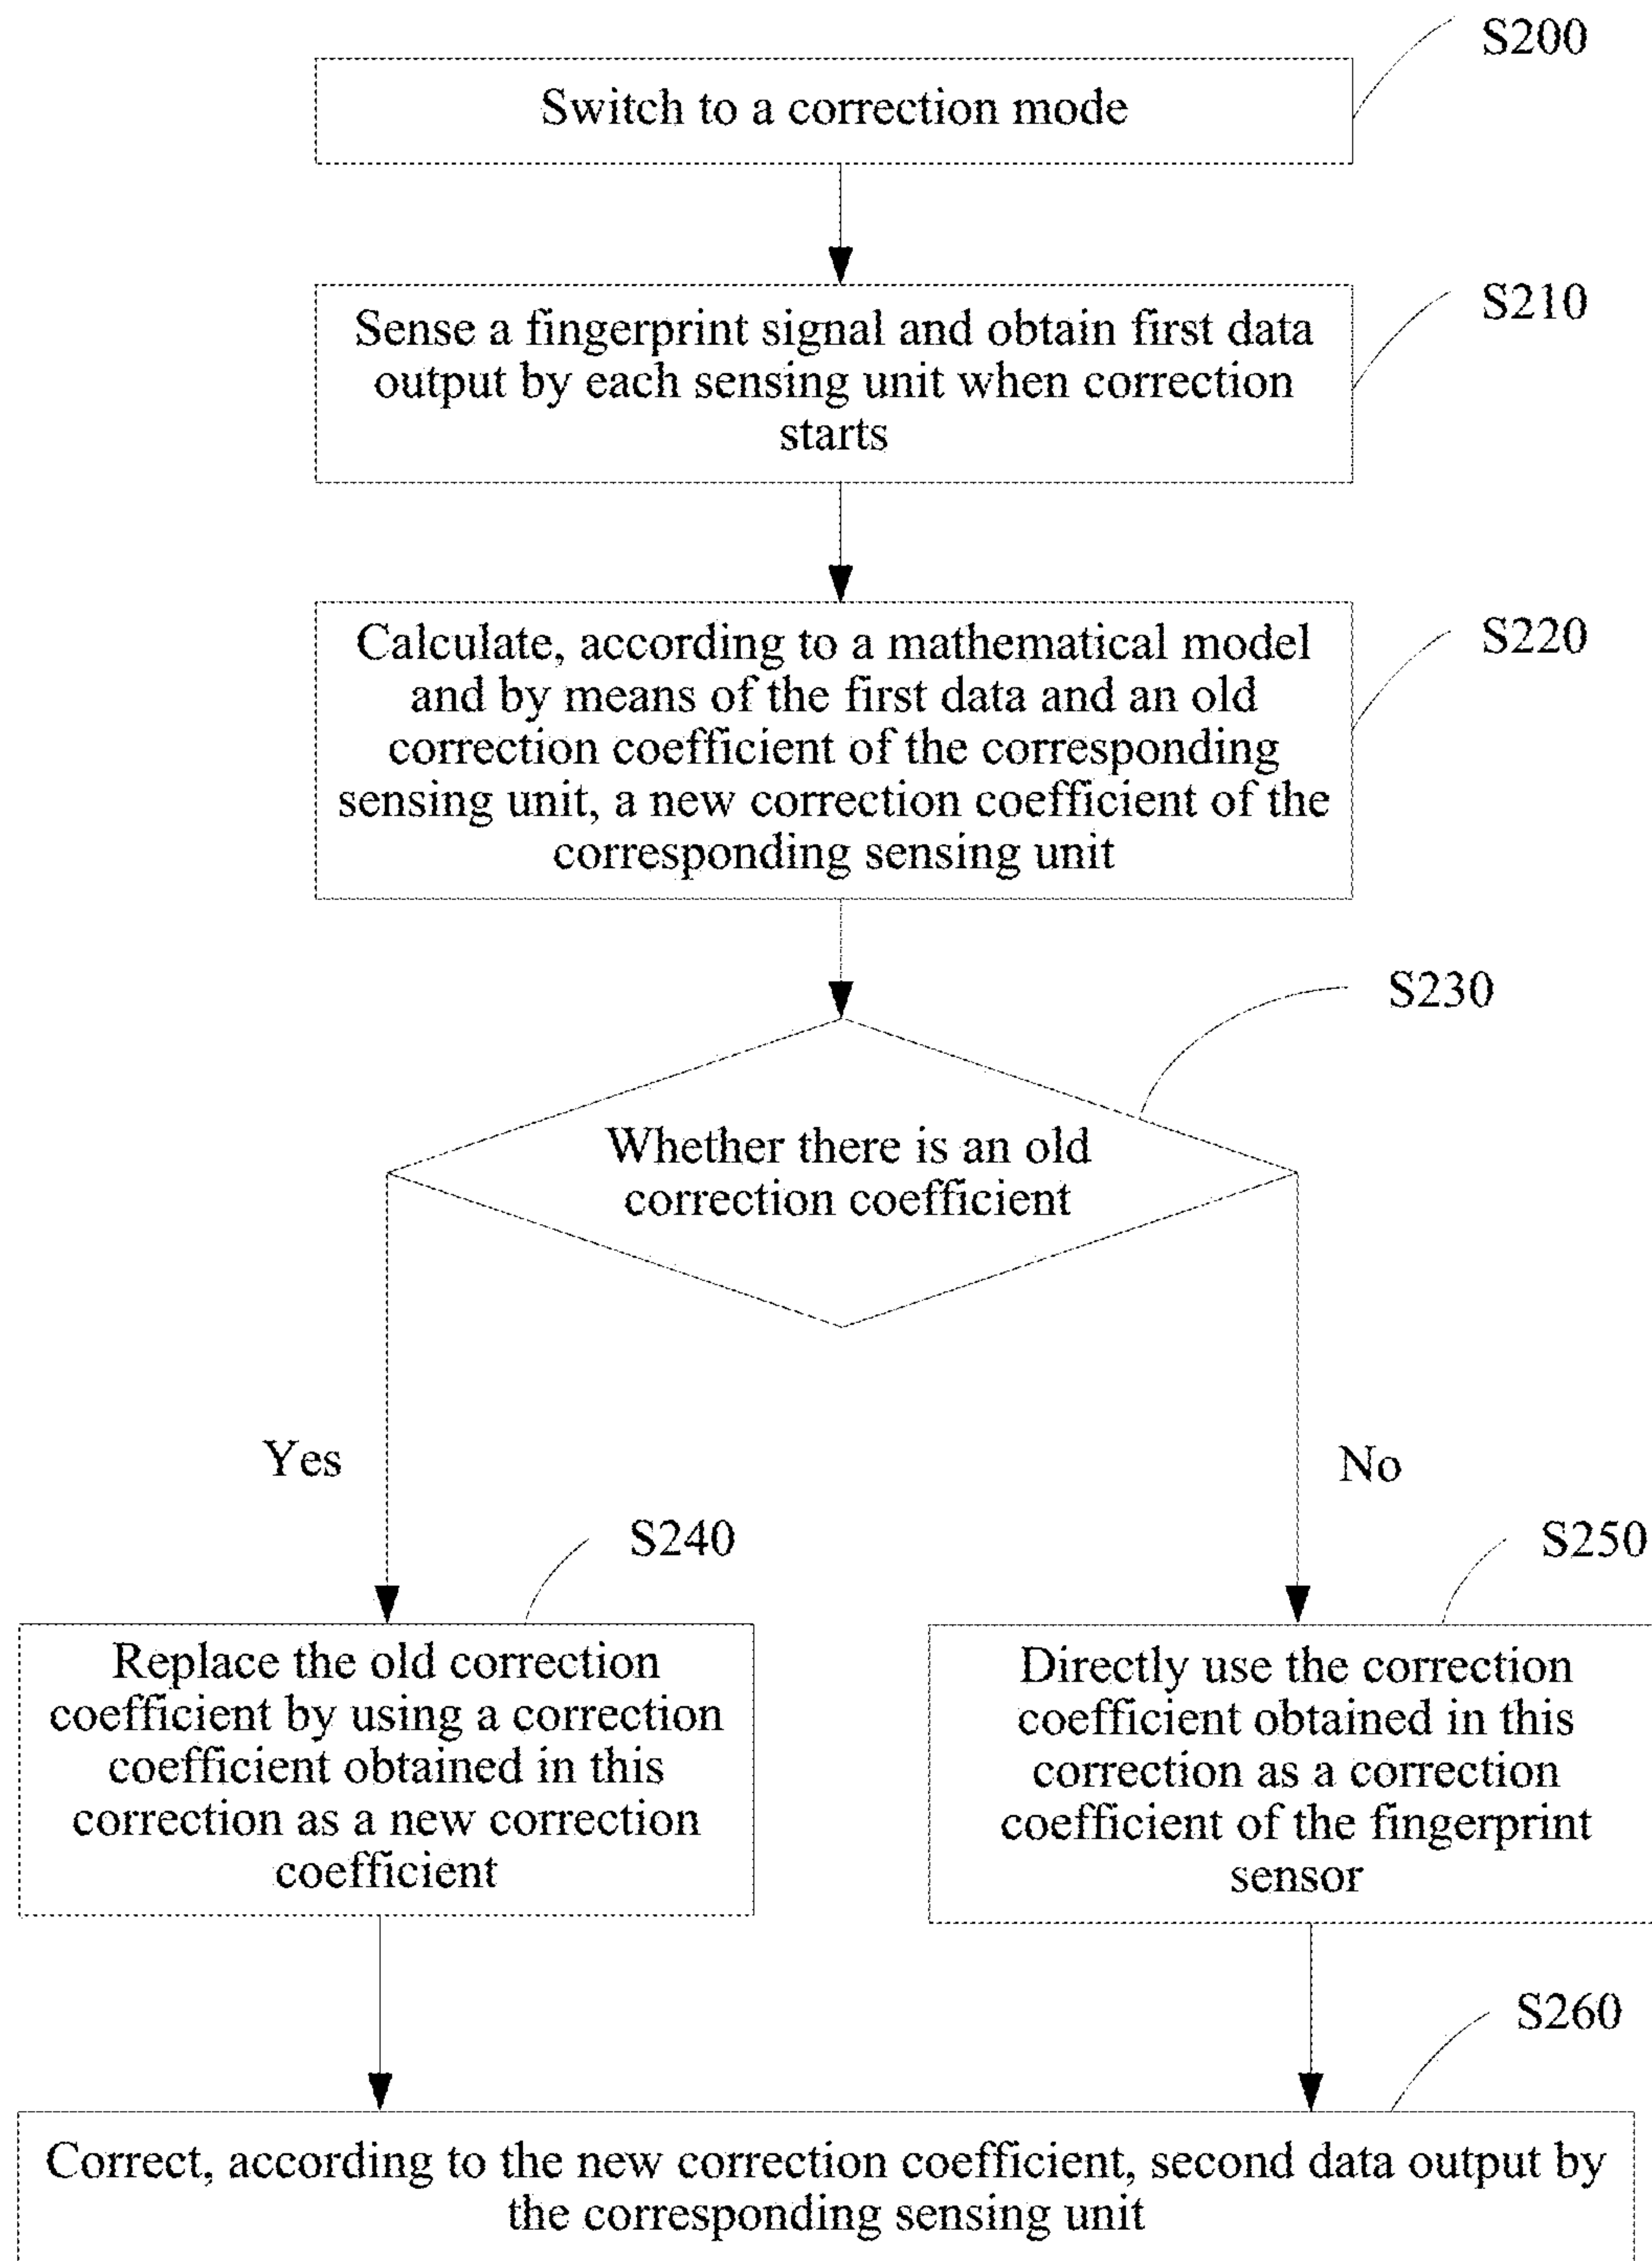 S200
Switch to a correction mode
S210
Sense a fingerprint signal and obtain first data
output by each sensing unit when correction
starts
S220
Calculate, according to a mathematical model
and by means of the first data and an old
correction coefficient of the corresponding
sensing unit, a new correction coefficient of the
corresponding sensing unit
S230
Whether there is an old
correction coefficient
Yes
No
S240
Replace the old correction
coefficient by using a correction
coefficient obtained in this
correction as a new correction
coefficient
S250
Directly use the correction
coefficient obtained in this
correction as a correction
coefficient of the fingerprint
sensor
S260
Correct, according to the new correction coefficient, second data output by
the corresponding sensing unit